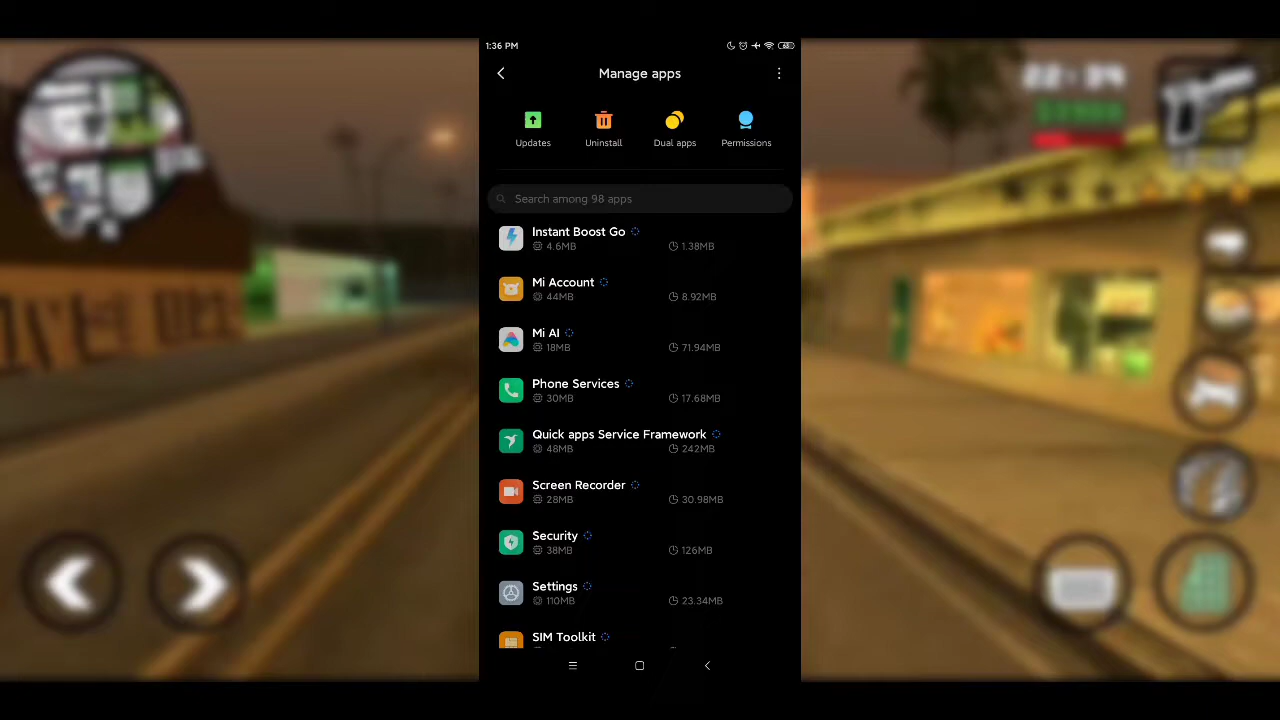 1:36 PM
Manage apps
Updates
Uninstall
Dual apps
Permissions
Search among 98 apps
Instant Boost Go
4.6MB 1.38MB
Mi Account
44MB 8.92MB
Mi AI
18MB 71.94MB
Phone Services
30MB 17.68MB
Quick apps Service Framework
48MB 242MB
Screen Recorder
28MB 30.98MB
Security
38MB 126MB
Settings
110MB 23.34MB
SIM Toolkit
22:39